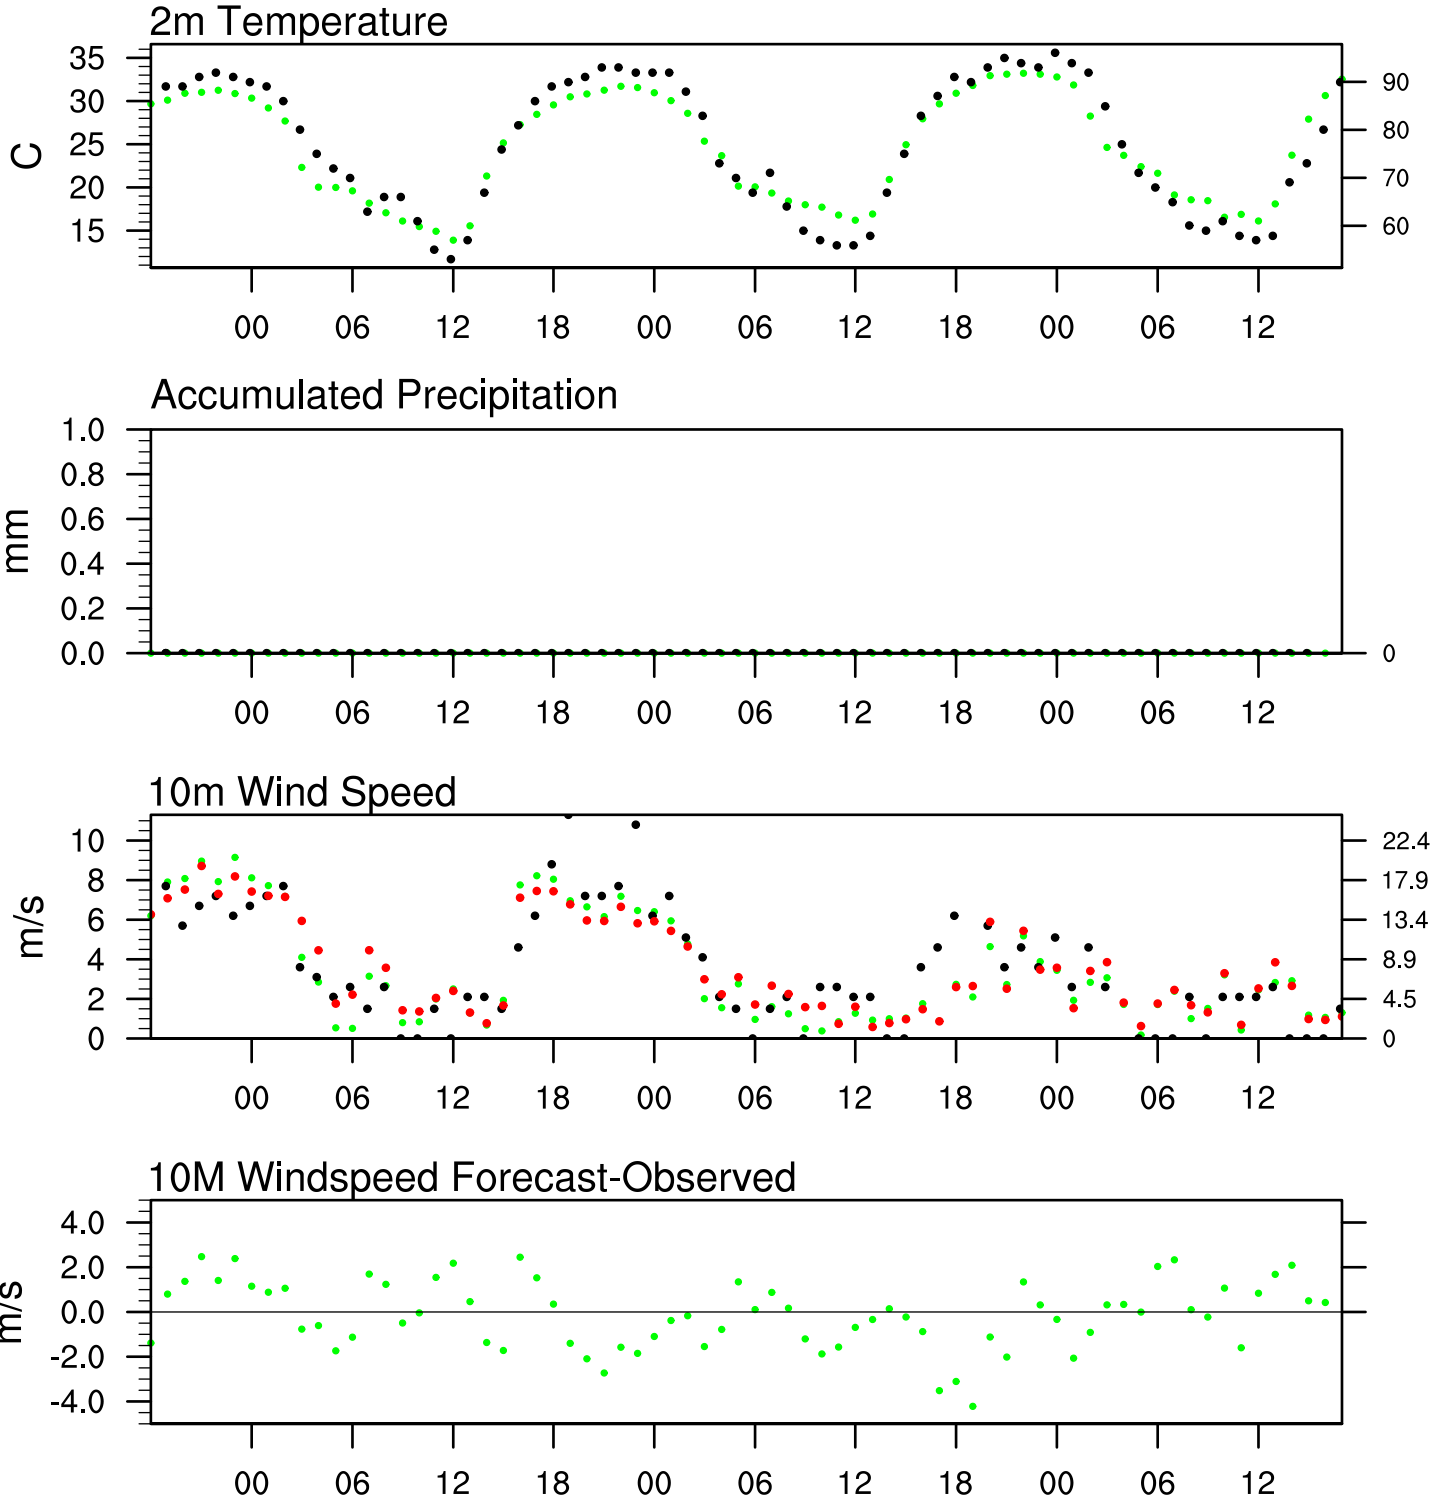 2m Temperature
35
30
25
20
15
C
90
80
70
60
00 06 12 18 00 06 12 18 00 06 12
Accumulated Precipitation
1.0
0.8
0.6
0.4
0.2
0.0
mm
0
00 06 12 18 00 06 12 18 00 06 12
10m Wind Speed
10
8
6
4
2
0
m/s
22.4
17.9
13.4
8.9
4.5
0
00 06 12 18 00 06 12 18 00 06 12
10M Windspeed Forecast-Observed
4.0
2.0
0.0
-2.0
-4.0
m/s
00 06 12 18 00 06 12 18 00 06 12